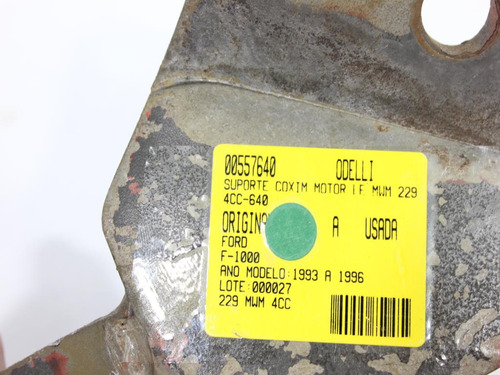 00557640 ODELLI
SUPORTE COXIM MOTOR LE MWM 229
4CC-640
ORIGINA A USADA
FORD
F-1000
ANO MODELO:1993 A 1996
LOTE:000027
229 MWM 4CC